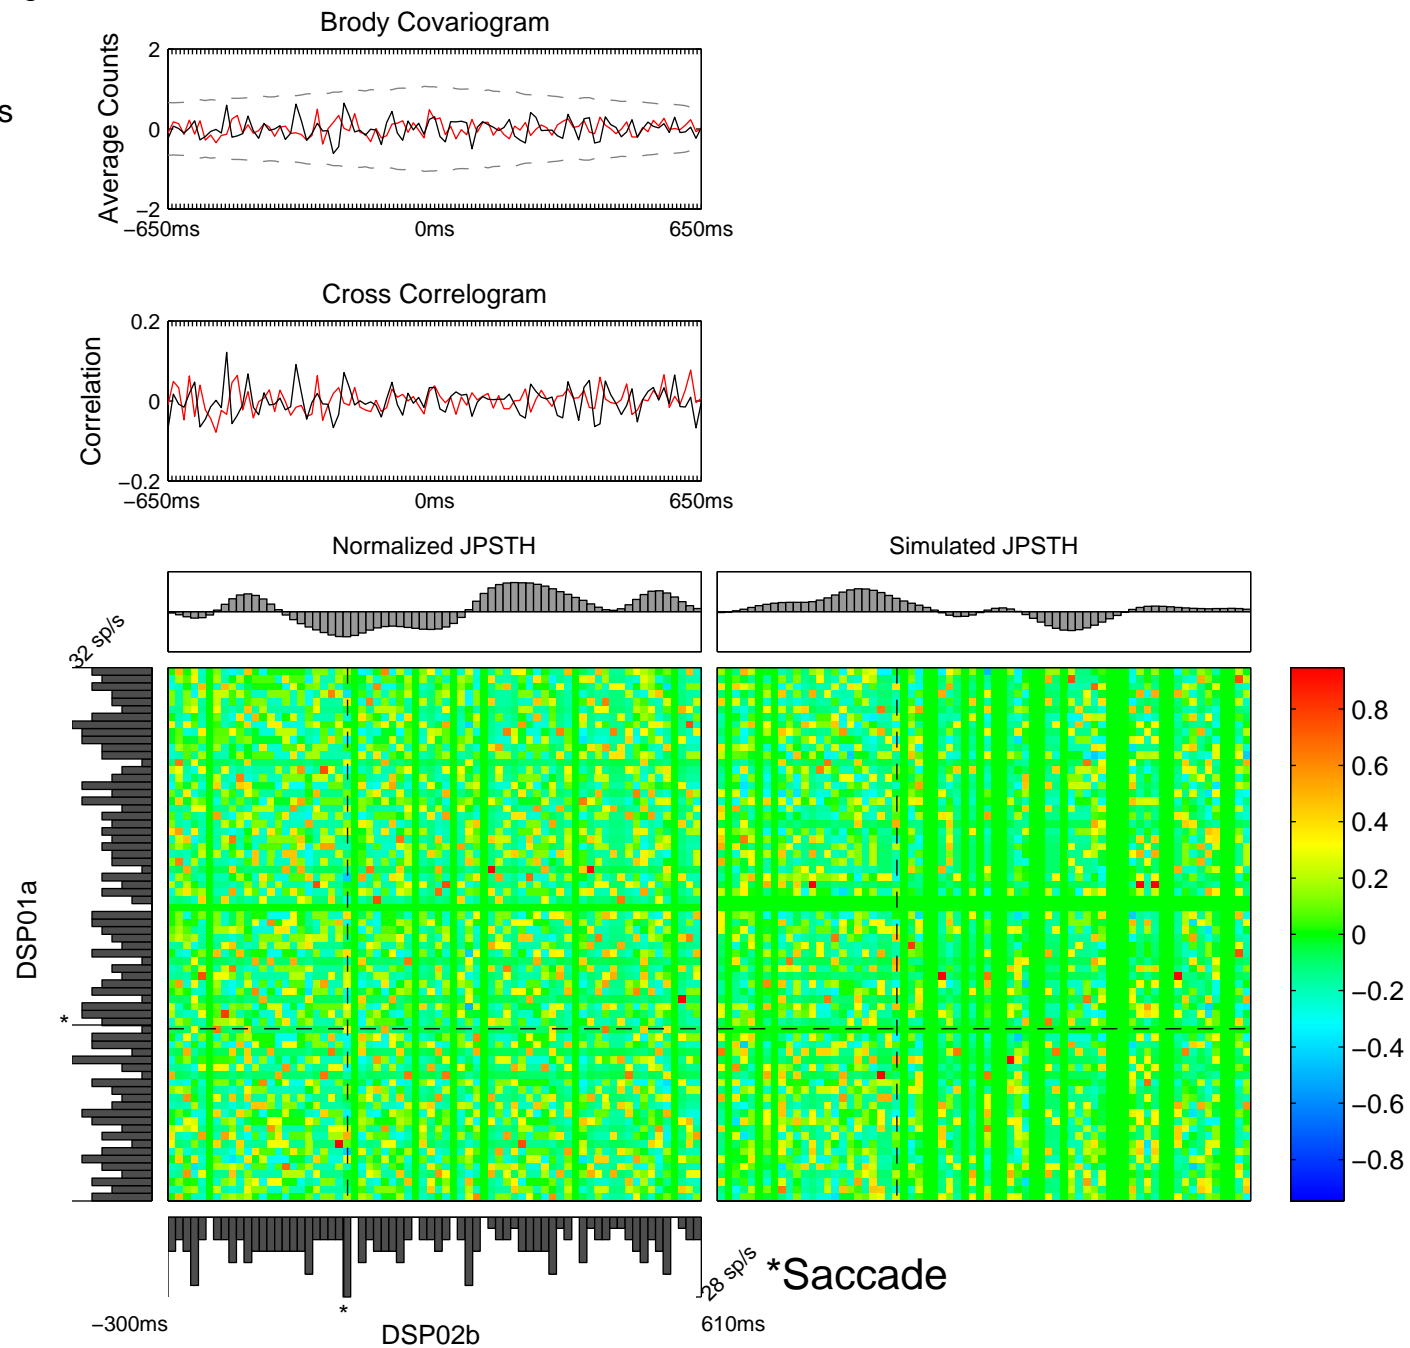 g
Brody Covariogram
s
Average Counts
2
0
−2
−650ms
0ms
650ms
Cross Correlogram
Correlation
0.2
0
−0.2
−650ms
0ms
650ms
Normalized JPSTH
Simulated JPSTH
32 sp/s
DSP01a
*
0.8
0.6
0.4
0.2
0
−0.2
−0.4
−0.6
−0.8
28 sp/s
*Saccade
*
−300ms
DSP02b
610ms